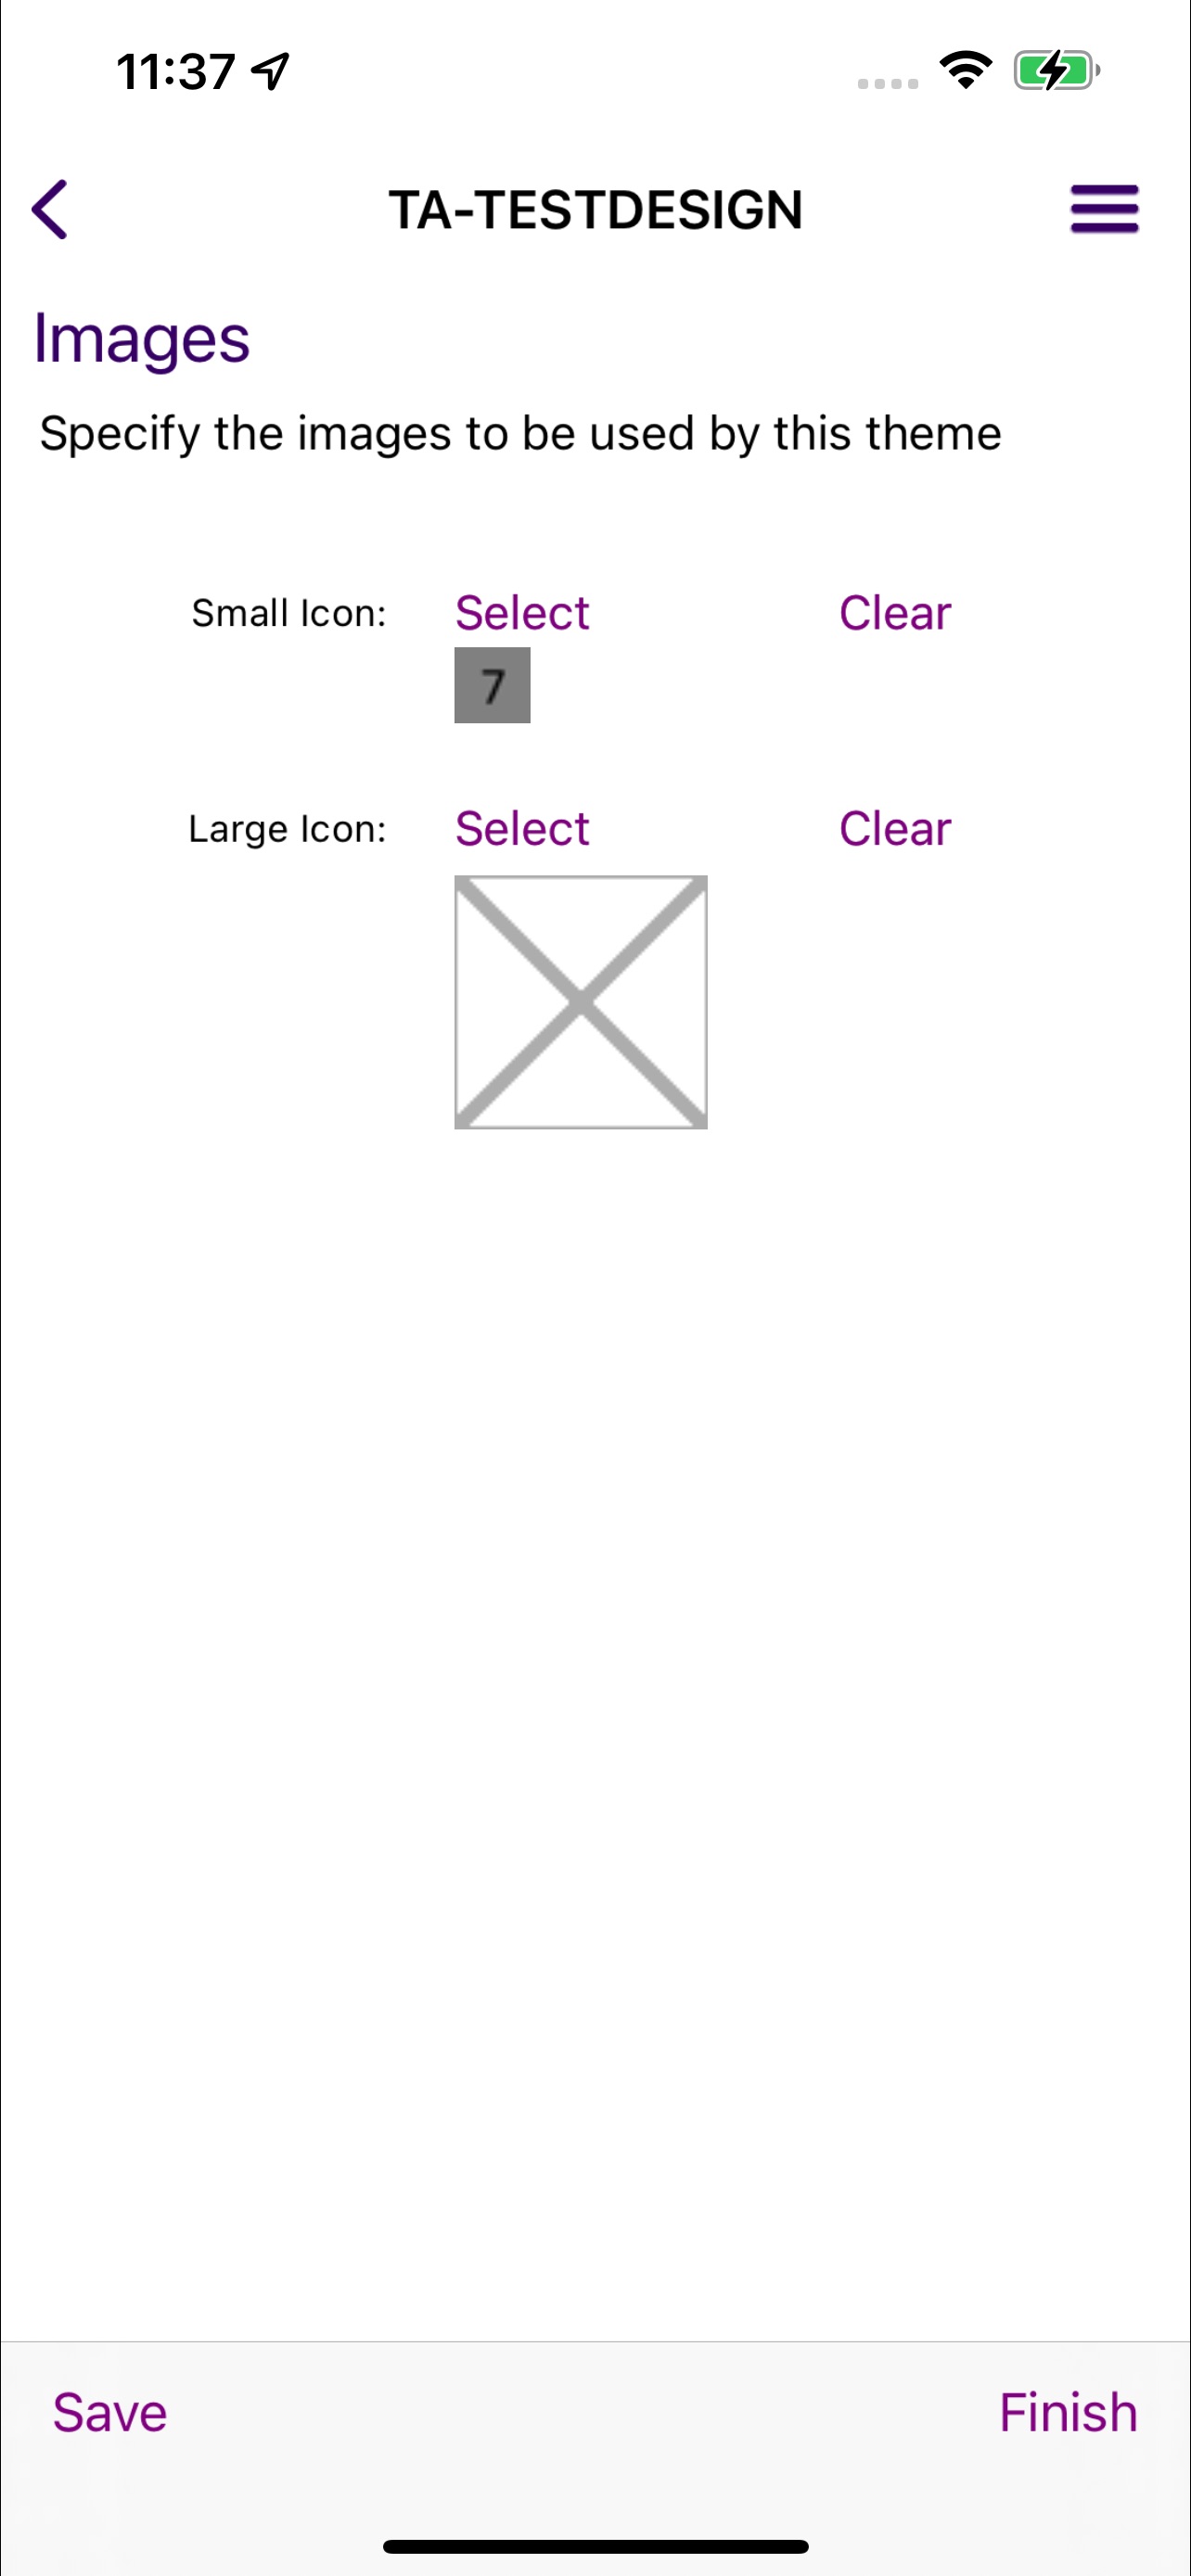 11:37
TA-TESTDESIGN
Images
Specify the images to be used by this theme
Small Icon: Select Clear
7
Large Icon: Select Clear
Save Finish